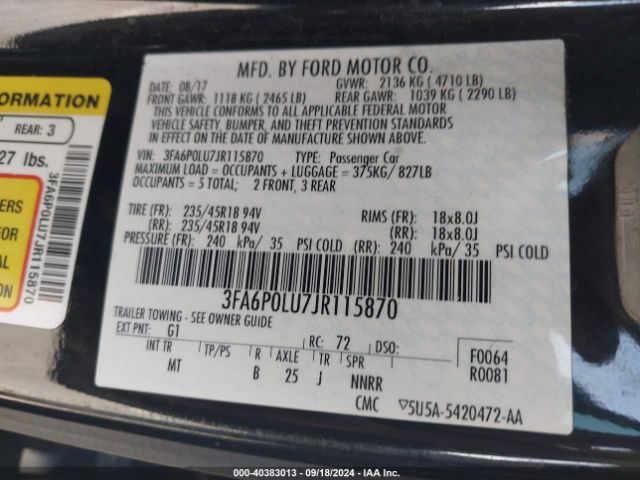 MFD. BY FORD MOTOR CO.
DATE: 08/17 GVWR: 2136 KG ( 4710 LB)
FRONT GAWR: 1118 KG ( 2465 LB) REAR GAWR: 1039 KG ( 2290 LB)
THIS VEHICLE CONFORMS TO ALL APPLICABLE FEDERAL MOTOR
VEHICLE SAFETY, BUMPER, AND THEFT PREVENTION STANDARDS
IN EFFECT ON THE DATE OF MANUFACTURE SHOWN ABOVE.
VIN: 3FA6P0LU7JR115870 TYPE: Passenger Car
MAXIMUM LOAD = OCCUPANTS + LUGGAGE = 375KG/ 827LB
OCCUPANTS = 5 TOTAL; 2 FRONT, 3 REAR
TIRE (FR): 235/45R18 94V RIMS (FR): 18x8.0J
(RR): 235/45R18 94V (RR): 18x8.0J
PRESSURE (FR): 240 kPa/ 35 PSI COLD (RR): 240 kPa/ 35 PSI COLD
3FA6P0LU7JR115870
TRAILER TOWING - SEE OWNER GUIDE
EXT PNT: G1 RC: 72 DSO:
INT TR TP/PS R AXLE TR SPR F0064
MT B 25 J NNRR R0081
CMC ▽5U5A-5420472-AA
ORMATION
REAR: 3
27 lbs.
ERS
FOR
AL
3FA6P0LU7JR115870
000-40383013 - 09/18/2024 - IAA Inc.